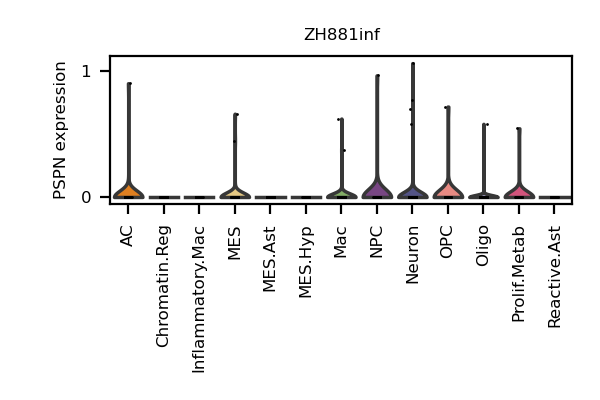 ZH881inf
PSPN expression
1
0
AC
Chromatin.Reg
Inflammatory.Mac
MES
MES.Ast
MES.Hyp
Mac
NPC
Neuron
OPC
Oligo
Prolif.Metab
Reactive.Ast